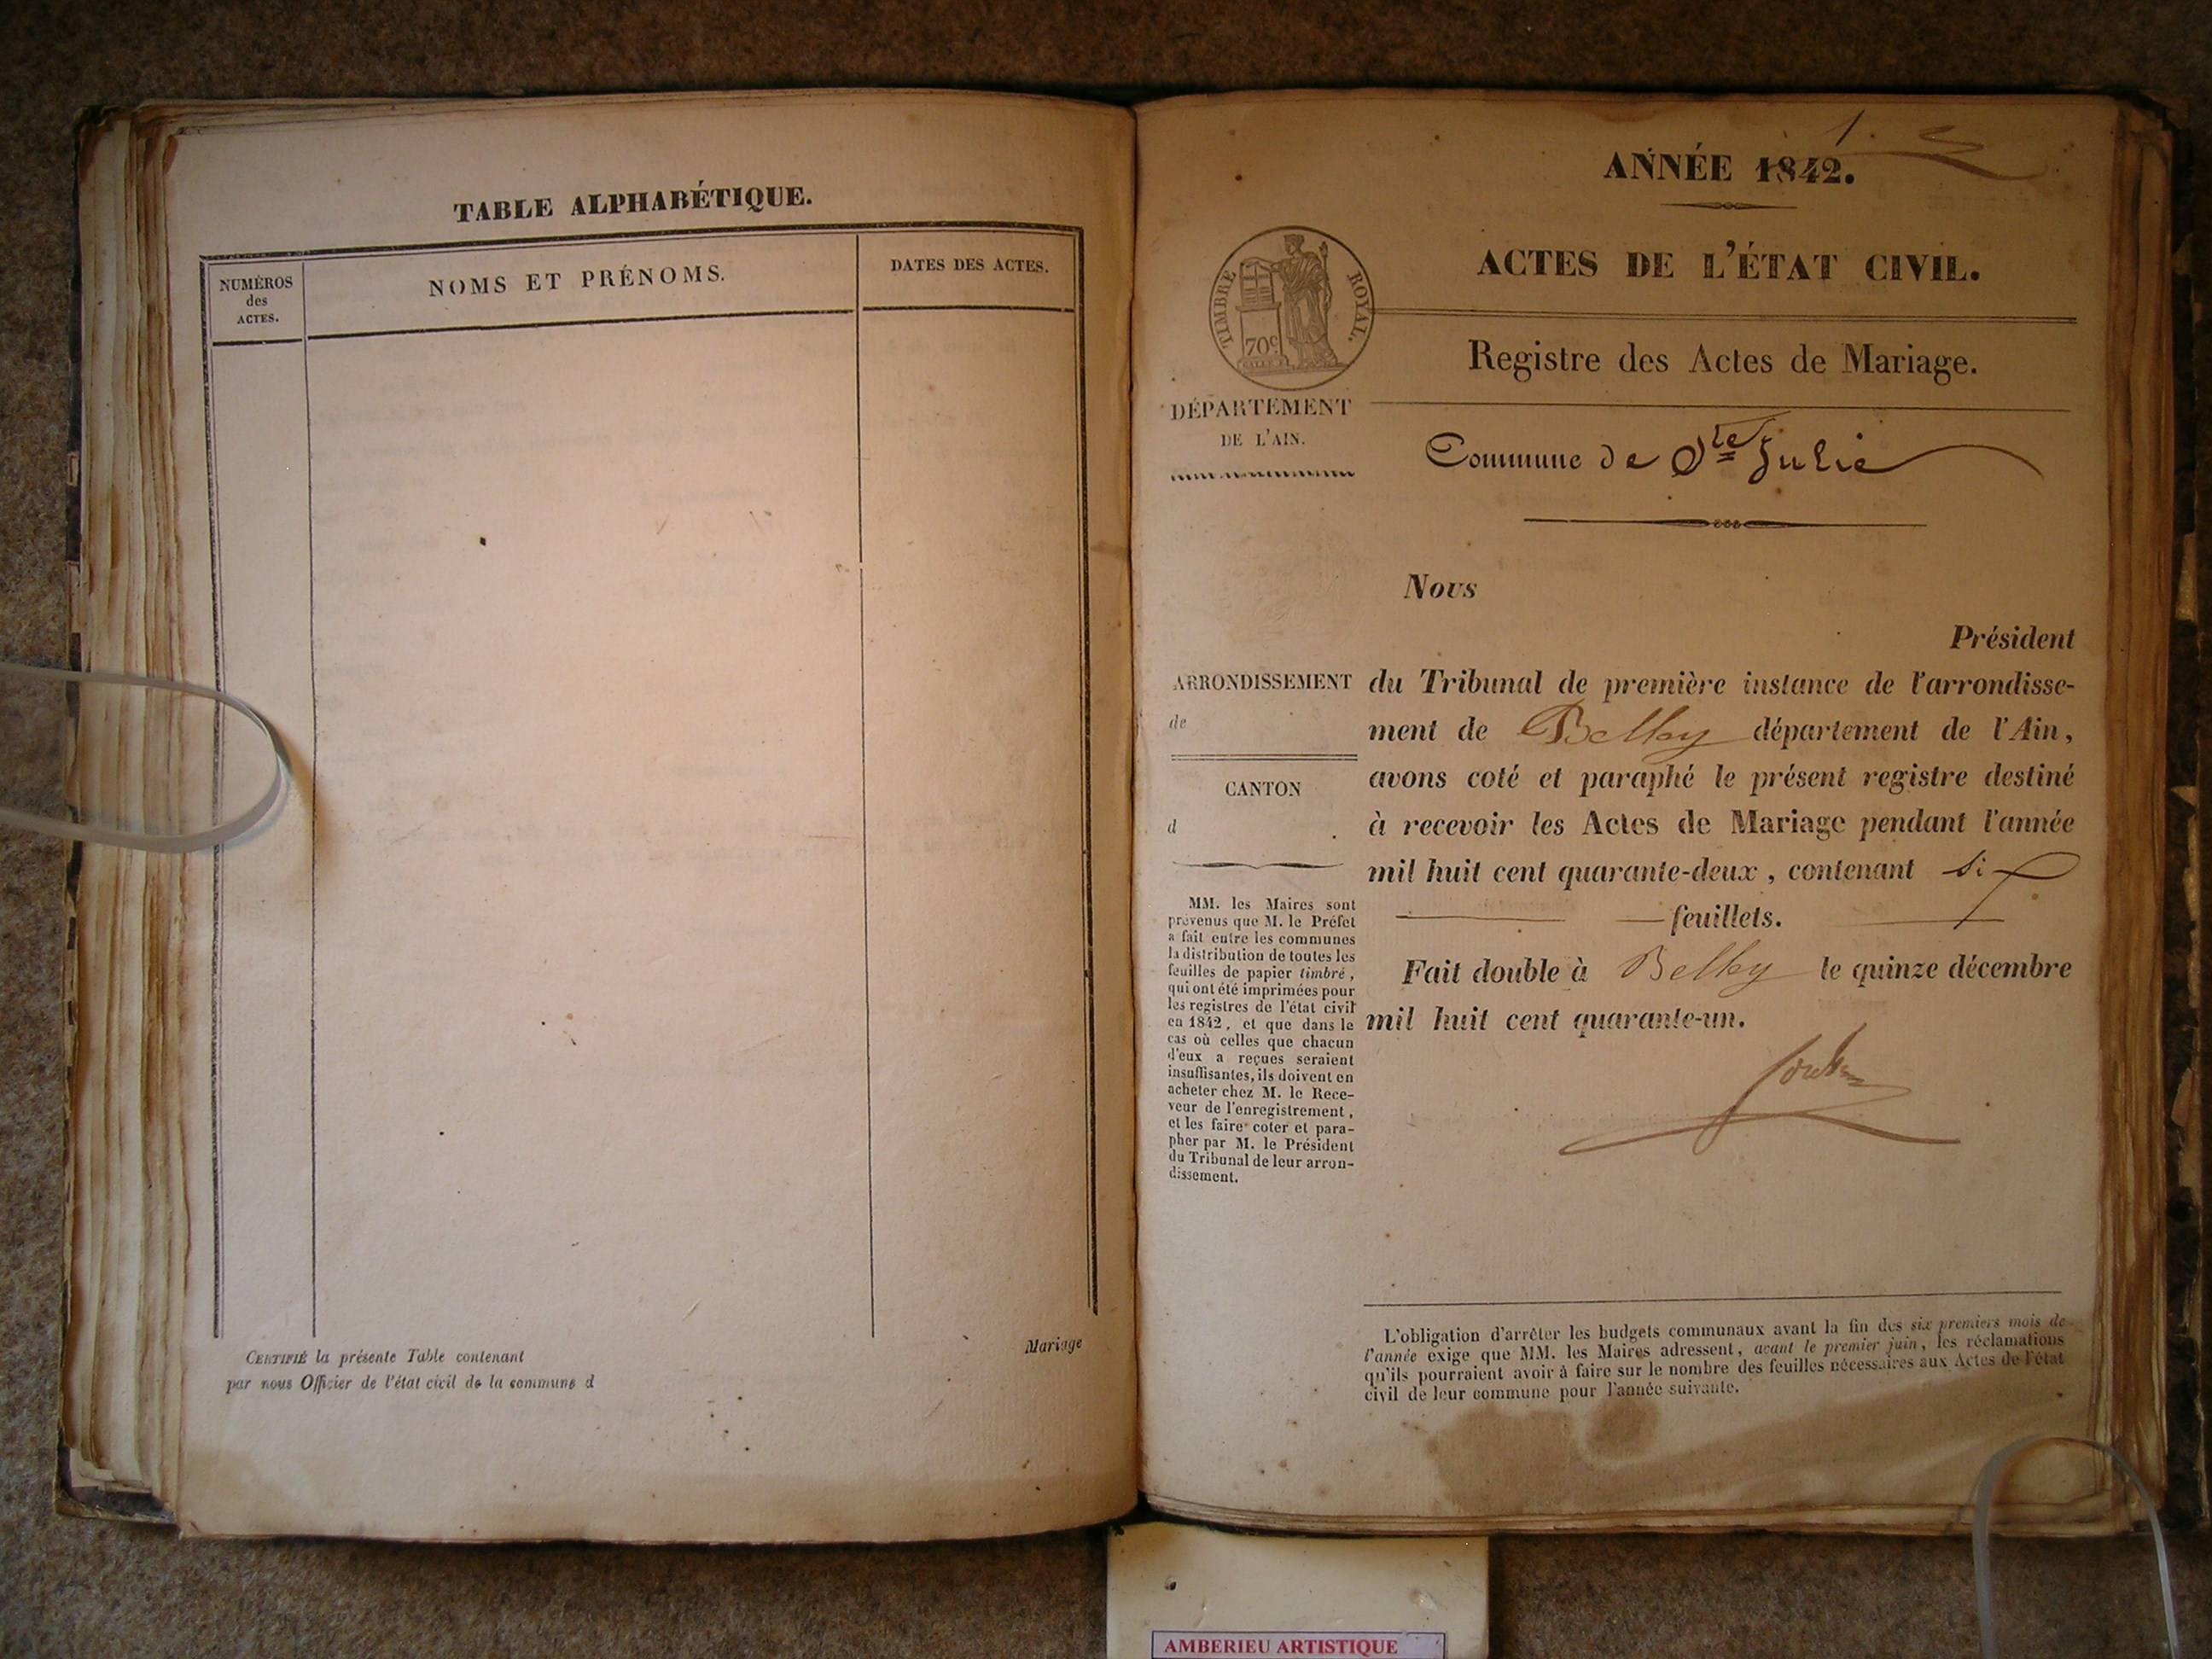 TABLE ALPHABÉTIQUE.
NUMÉROS
des
ACTES.
NOMS ET PRÉNOMS.
DATES DES ACTES.
CERTIFIÉ la présente Table contenant
par nous Officier de l'état civil de la commune d
Mariage
1.
ANNÉE 1842.
ACTES DE L'ÉTAT CIVIL.
TIMBRE ROYAL.
70c
Registre des Actes de Mariage.
DÉPARTEMENT
DE L'AIN.
Commune de Ste Julie
Nous
Président
ARRONDISSEMENT
de
CANTON
d
du Tribunal de première instance de l'arrondisse-
ment de Belley département de l'Ain,
avons coté et paraphé le présent registre destiné
à recevoir les Actes de Mariage pendant l'année
mil huit cent quarante-deux, contenant six
feuillets.
Fait double à Belley le quinze décembre
mil huit cent quarante-un.
MM. les Maires sont
prévenus que M. le Préfet
a fait entre les communes
la distribution de toutes les
feuilles de papier timbré,
qui ont été imprimées pour
les registres de l'état civil
en 1842, et que dans le
cas où celles que chacun
d'eux a reçues seraient
insuffisantes, ils doivent en
acheter chez M. le Rece-
veur de l'enregistrement,
et les faire coter et para-
pher par M. le Président
du Tribunal de leur arron-
dissement.
L'obligation d'arrêter les budgets communaux avant la fin des six premiers mois de
l'année exige que MM. les Maires adressent, avant le premier juin, les réclamations
qu'ils pourraient avoir à faire sur le nombre des feuilles nécessaires aux Actes de l'état
civil de leur commune pour l'année suivante.
AMBERIEU ARTISTIQUE